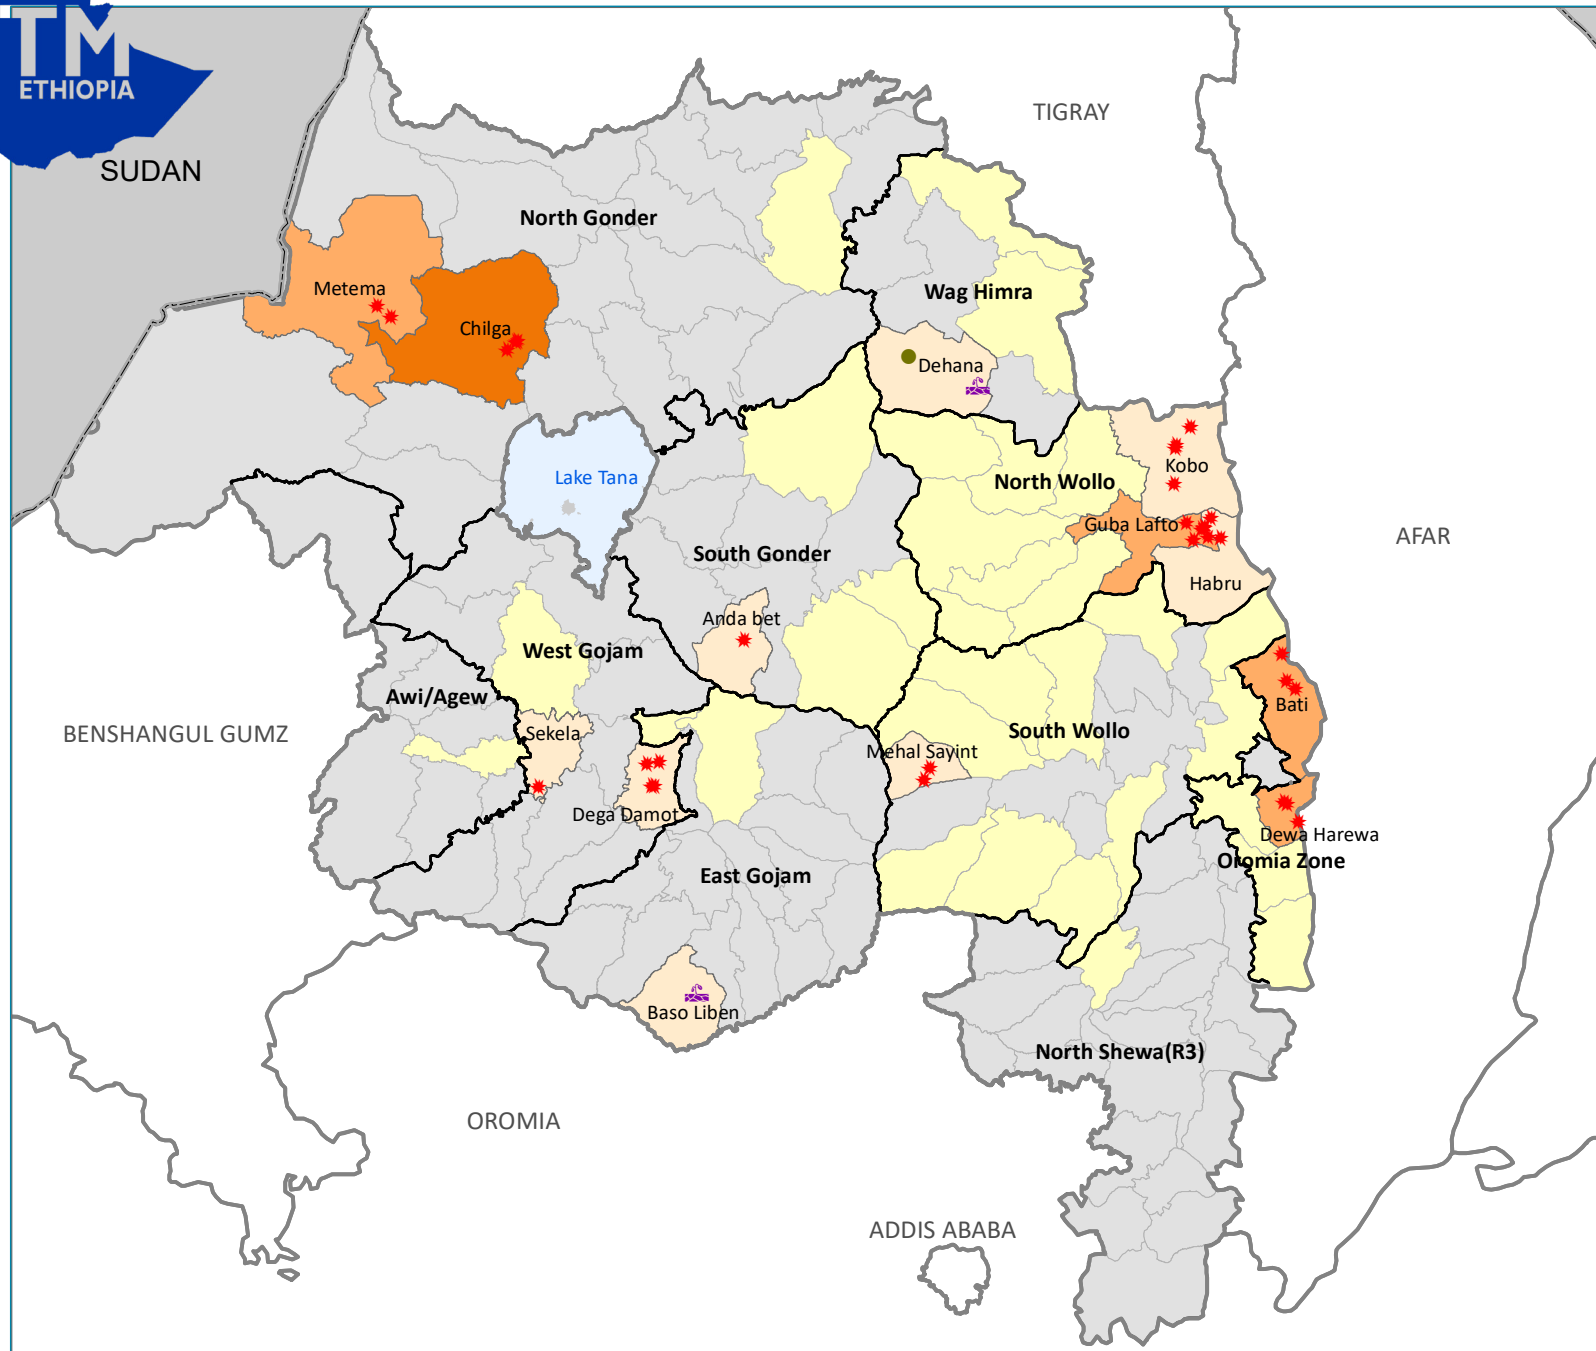 TM
ETHIOPIA
SUDAN
TIGRAY
North Gonder
Metema
Wag Himra
Chilga
Dehana
Kobo
Lake Tana
North Wollo
Guba Lafto
AFAR
South Gonder
Habru
Anda bet
West Gojam
Awi/Agew
Bati
BENSHANGUL GUMZ
Sekela
South Wollo
Mehal Sayint
Dega Damot
Dewa Harewa
Oromia Zone
East Gojam
Baso Liben
North Shewa(R3)
OROMIA
ADDIS ABABA